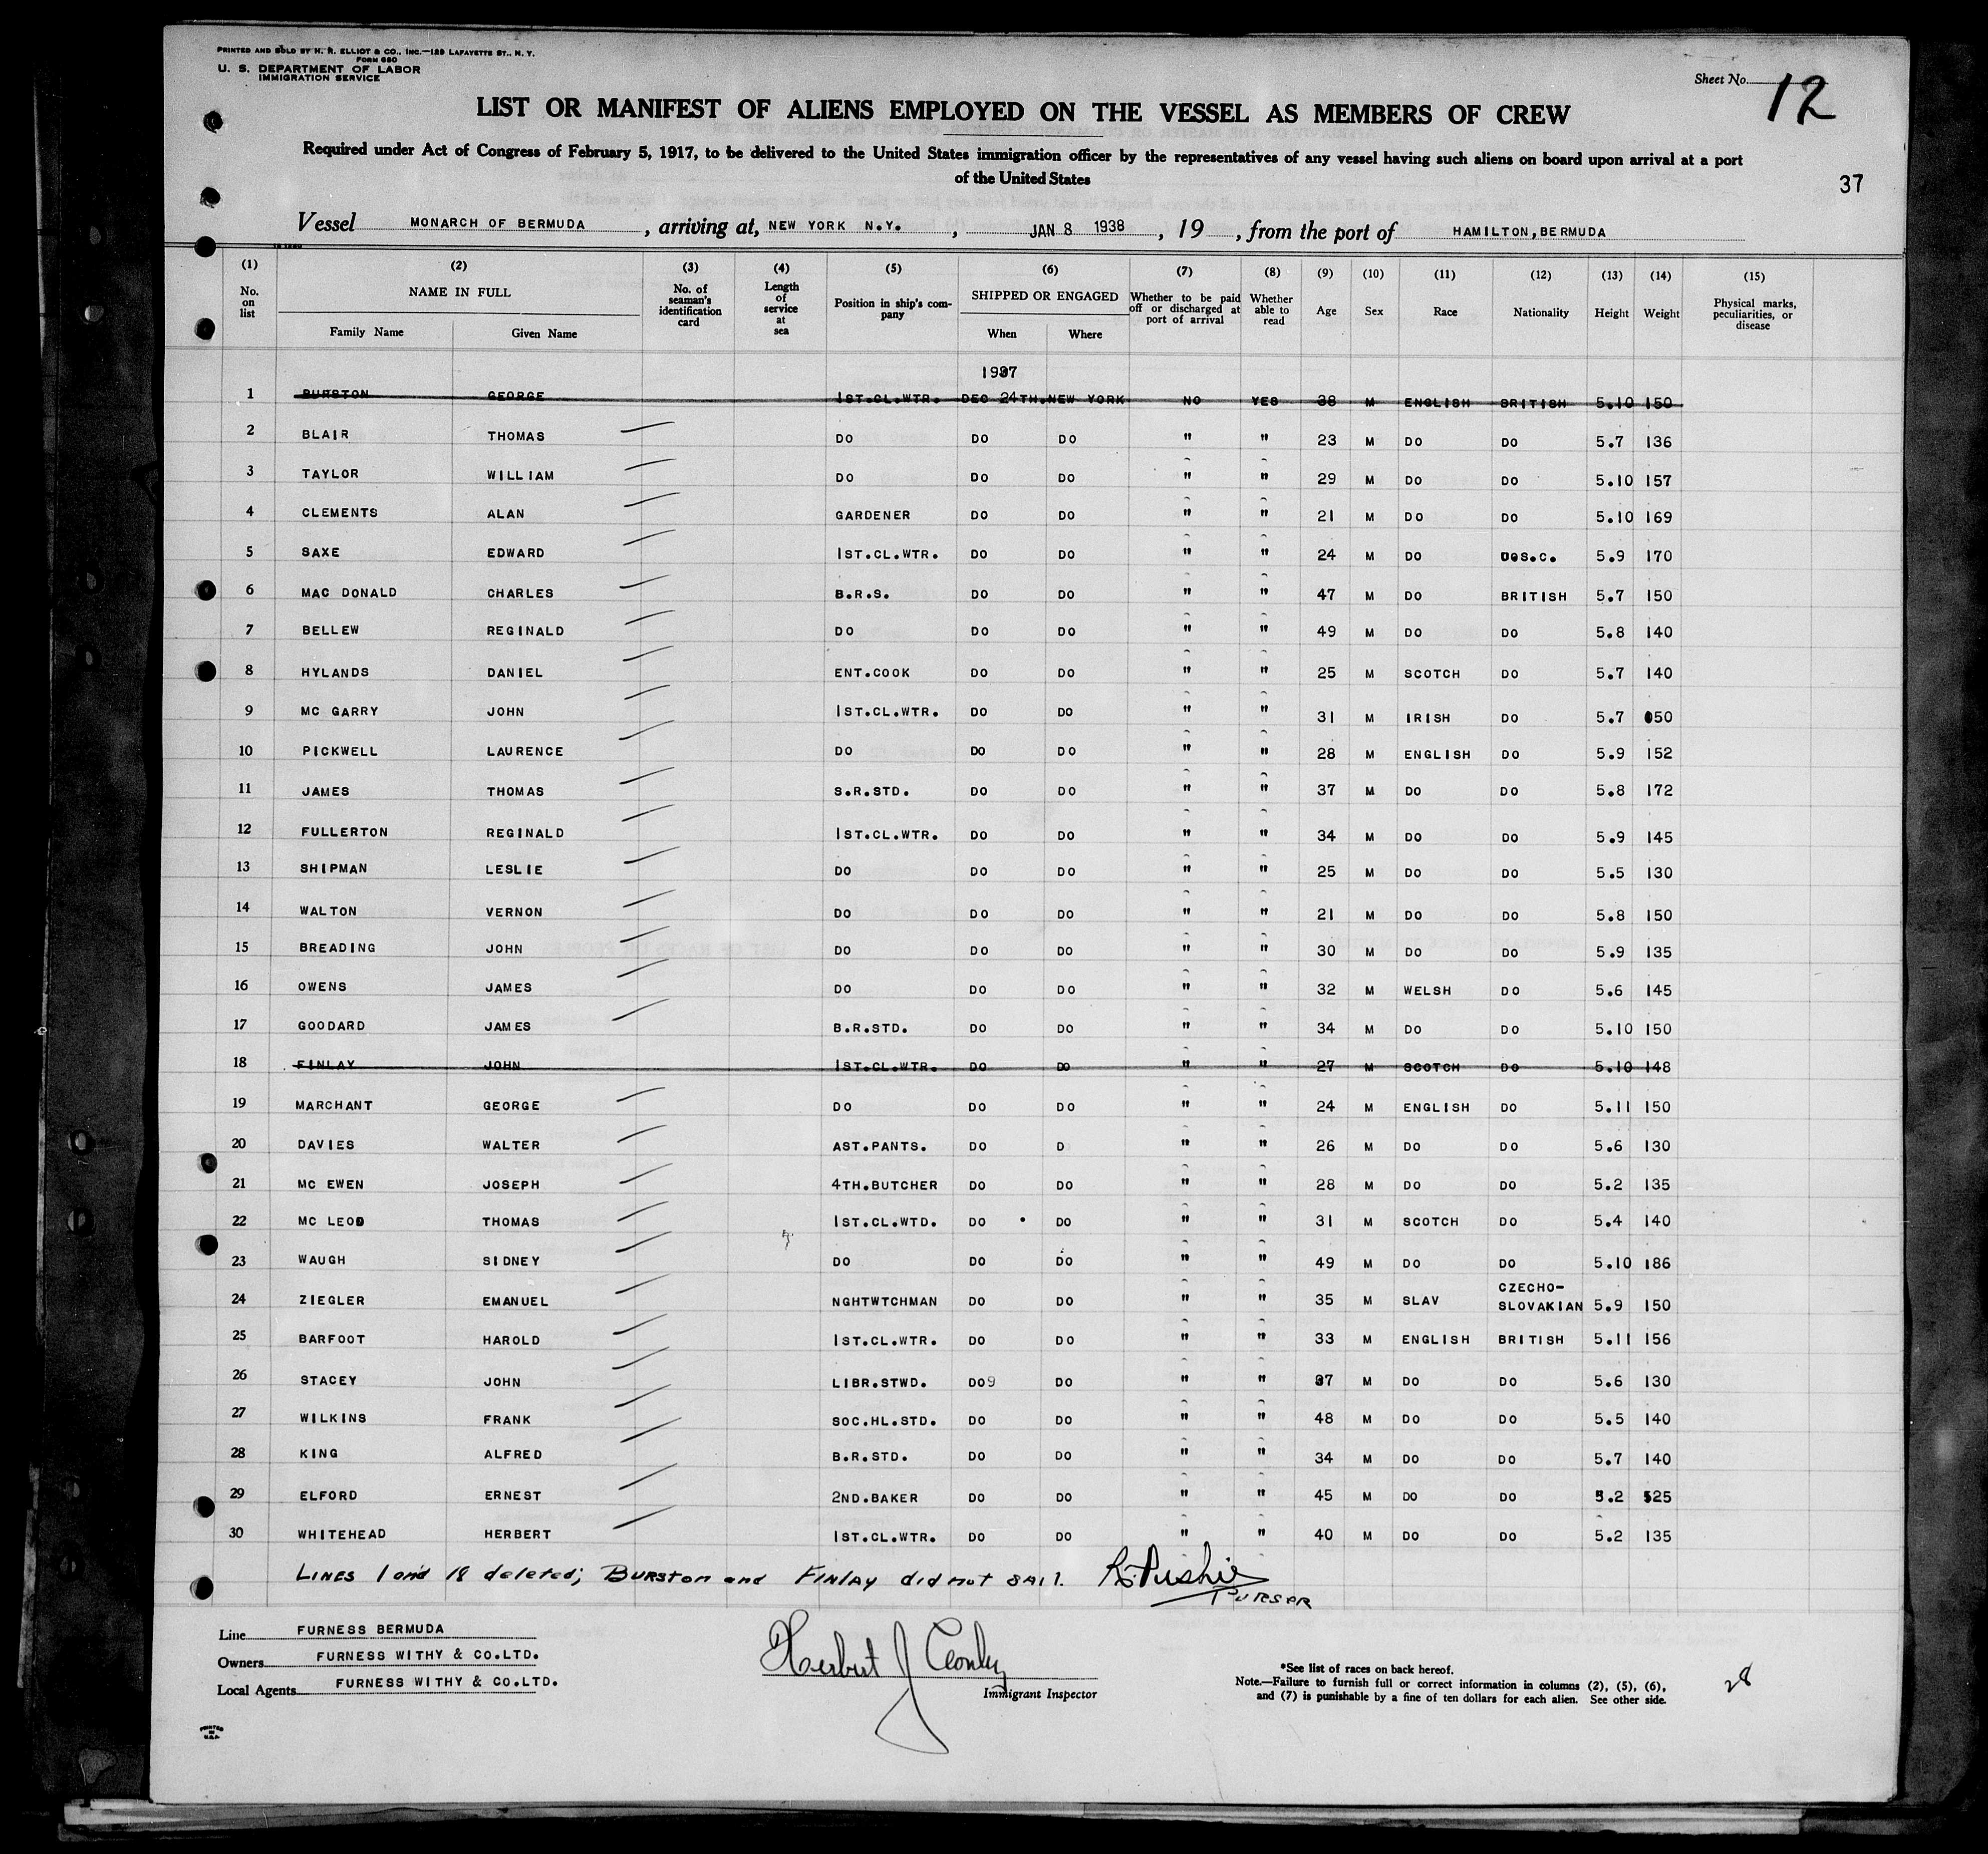 PRINTED AND SOLD BY H. R. ELLIOT & CO., INC.—129 LAFAYETTE ST., N. Y.
FORM 680
U. S. DEPARTMENT OF LABOR
IMMIGRATION SERVICE
Sheet No. 12
LIST OR MANIFEST OF ALIENS EMPLOYED ON THE VESSEL AS MEMBERS OF CREW
Required under Act of Congress of February 5, 1917, to be delivered to the United States immigration officer by the representatives of any vessel having such aliens on board upon arrival at a port
of the United States
37
Vessel MONARCH OF BERMUDA, arriving at, NEW YORK N.Y., JAN 8 1938, 19, from the port of HAMILTON,BERMUDA
(1) No. on list (2) NAME IN FULL Family Name Given Name (3) No. of seaman's identification card (4) Length of service at sea (5) Position in ship's company (6) SHIPPED OR ENGAGED When Where (7) Whether to be paid off or discharged at port of arrival (8) Whether able to read (9) Age (10) Sex (11) Race (12) Nationality (13) Height (14) Weight (15) Physical marks, peculiarities, or disease
1937
1 BURSTON GEORGE 1ST.CL.WTR. DEC 24TH.NEW YORK NO YES 38 M ENGLISH BRITISH 5.10 150
2 BLAIR THOMAS DO DO DO " " 23 M DO DO 5.7 136
3 TAYLOR WILLIAM DO DO DO " " 29 M DO DO 5.10 157
4 CLEMENTS ALAN GARDENER DO DO " " 21 M DO DO 5.10 169
5 SAXE EDWARD 1ST.CL.WTR. DO DO " " 24 M DO S.C. 5.9 170
6 MAC DONALD CHARLES B.R.S. DO DO " " 47 M DO BRITISH 5.7 150
7 BELLEW REGINALD DO DO DO " " 49 M DO DO 5.8 140
8 HYLANDS DANIEL ENT.COOK DO DO " " 25 M SCOTCH DO 5.7 140
9 MC GARRY JOHN 1ST.CL.WTR. DO DO " " 31 M IRISH DO 5.7 50
10 PICKWELL LAURENCE DO DO DO " " 28 M ENGLISH DO 5.9 152
11 JAMES THOMAS S.R.STD. DO DO " " 37 M DO DO 5.8 172
12 FULLERTON REGINALD 1ST.CL.WTR. DO DO " " 34 M DO DO 5.9 145
13 SHIPMAN LESLIE DO DO DO " " 25 M DO DO 5.5 130
14 WALTON VERNON DO DO DO " " 21 M DO DO 5.8 150
15 BREADING JOHN DO DO DO " " 30 M DO DO 5.9 135
16 OWENS JAMES DO DO DO " " 32 M WELSH DO 5.6 145
17 GOODARD JAMES B.R.STD. DO DO " " 34 M DO DO 5.10 150
18 FINLAY JOHN 1ST.CL.WTR. DO DO " " 27 M SCOTCH DO 5.10 148
19 MARCHANT GEORGE DO DO DO " " 24 M ENGLISH DO 5.11 150
20 DAVIES WALTER AST.PANTS. DO D " " 26 M DO DO 5.6 130
21 MC EWEN JOSEPH 4TH.BUTCHER DO DO " " 28 M DO DO 5.2 135
22 MC LEOD THOMAS 1ST.CL.WTD. DO DO " " 31 M SCOTCH DO 5.4 140
23 WAUGH SIDNEY DO DO DO " " 49 M DO DO 5.10 186
24 ZIEGLER EMANUEL NGHTWTCHMAN DO DO " " 35 M SLAV CZECHO-SLOVAKIAN 5.9 150
25 BARFOOT HAROLD 1ST.CL.WTR. DO DO " " 33 M ENGLISH BRITISH 5.11 156
26 STACEY JOHN LIBR.STWD. DO9 DO " " 37 M DO DO 5.6 130
27 WILKINS FRANK SOC.HL.STD. DO DO " " 48 M DO DO 5.5 140
28 KING ALFRED B.R.STD. DO DO " " 34 M DO DO 5.7 140
29 ELFORD ERNEST 2ND.BAKER DO DO " " 45 M DO DO 5.2 525
30 WHITEHEAD HERBERT 1ST.CL.WTR. DO DO " " 40 M DO DO 5.2 135
LINES 1 and 18 deleted; BURSTON and FINLAY did not SAIL.
PURSER
Line FURNESS BERMUDA
Owners FURNESS WITHY & CO.LTD.
Local Agents FURNESS WITHY & CO.LTD.
Herbert J Conley
Immigrant Inspector
*See list of races on back hereof.
Note.—Failure to furnish full or correct information in columns (2), (5), (6),
and (7) is punishable by a fine of ten dollars for each alien. See other side.
28
PRINTED
IN
U.S.A.